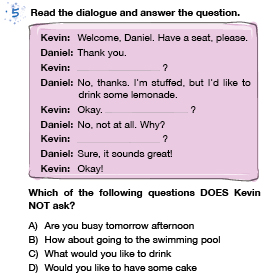 5 Read the dialogue and answer the question.
Kevin: Welcome, Daniel. Have a seat, please.
Daniel: Thank you.
Kevin: ?
Daniel: No, thanks. I'm stuffed, but I'd like to
drink some lemonade.
Kevin: Okay. ?
Daniel: No, not at all. Why?
Kevin: ?
Daniel: Sure, it sounds great!
Kevin: Okay!
Which of the following questions DOES Kevin
NOT ask?
A) Are you busy tomorrow afternoon
B) How about going to the swimming pool
C) What would you like to drink
D) Would you like to have some cake